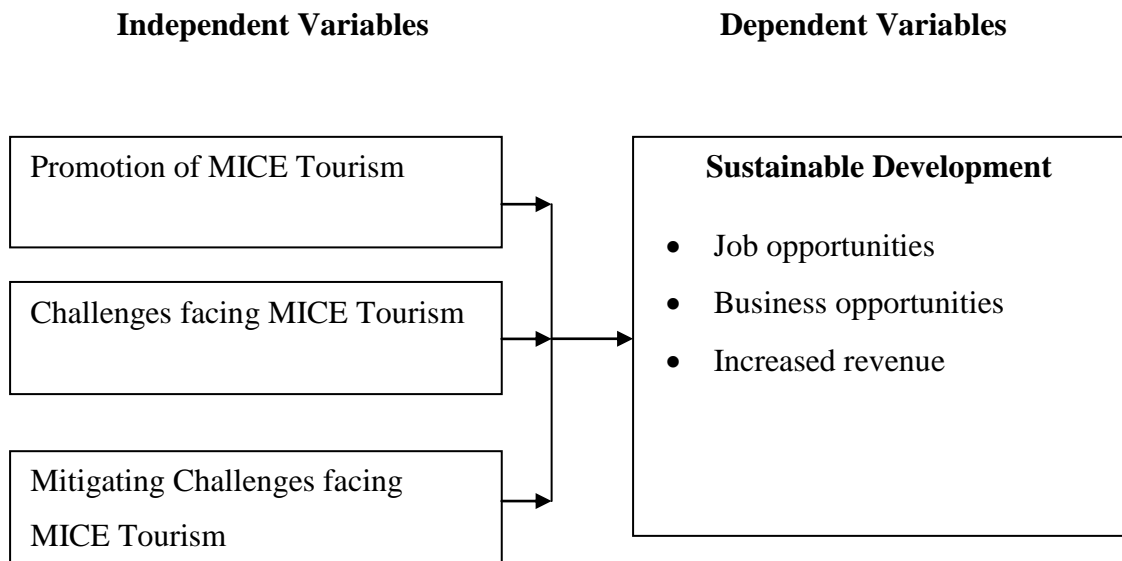 Independent Variables
Dependent Variables
Promotion of MICE Tourism
Challenges facing MICE Tourism
Mitigating Challenges facing
MICE Tourism
Sustainable Development
• Job opportunities
• Business opportunities
• Increased revenue